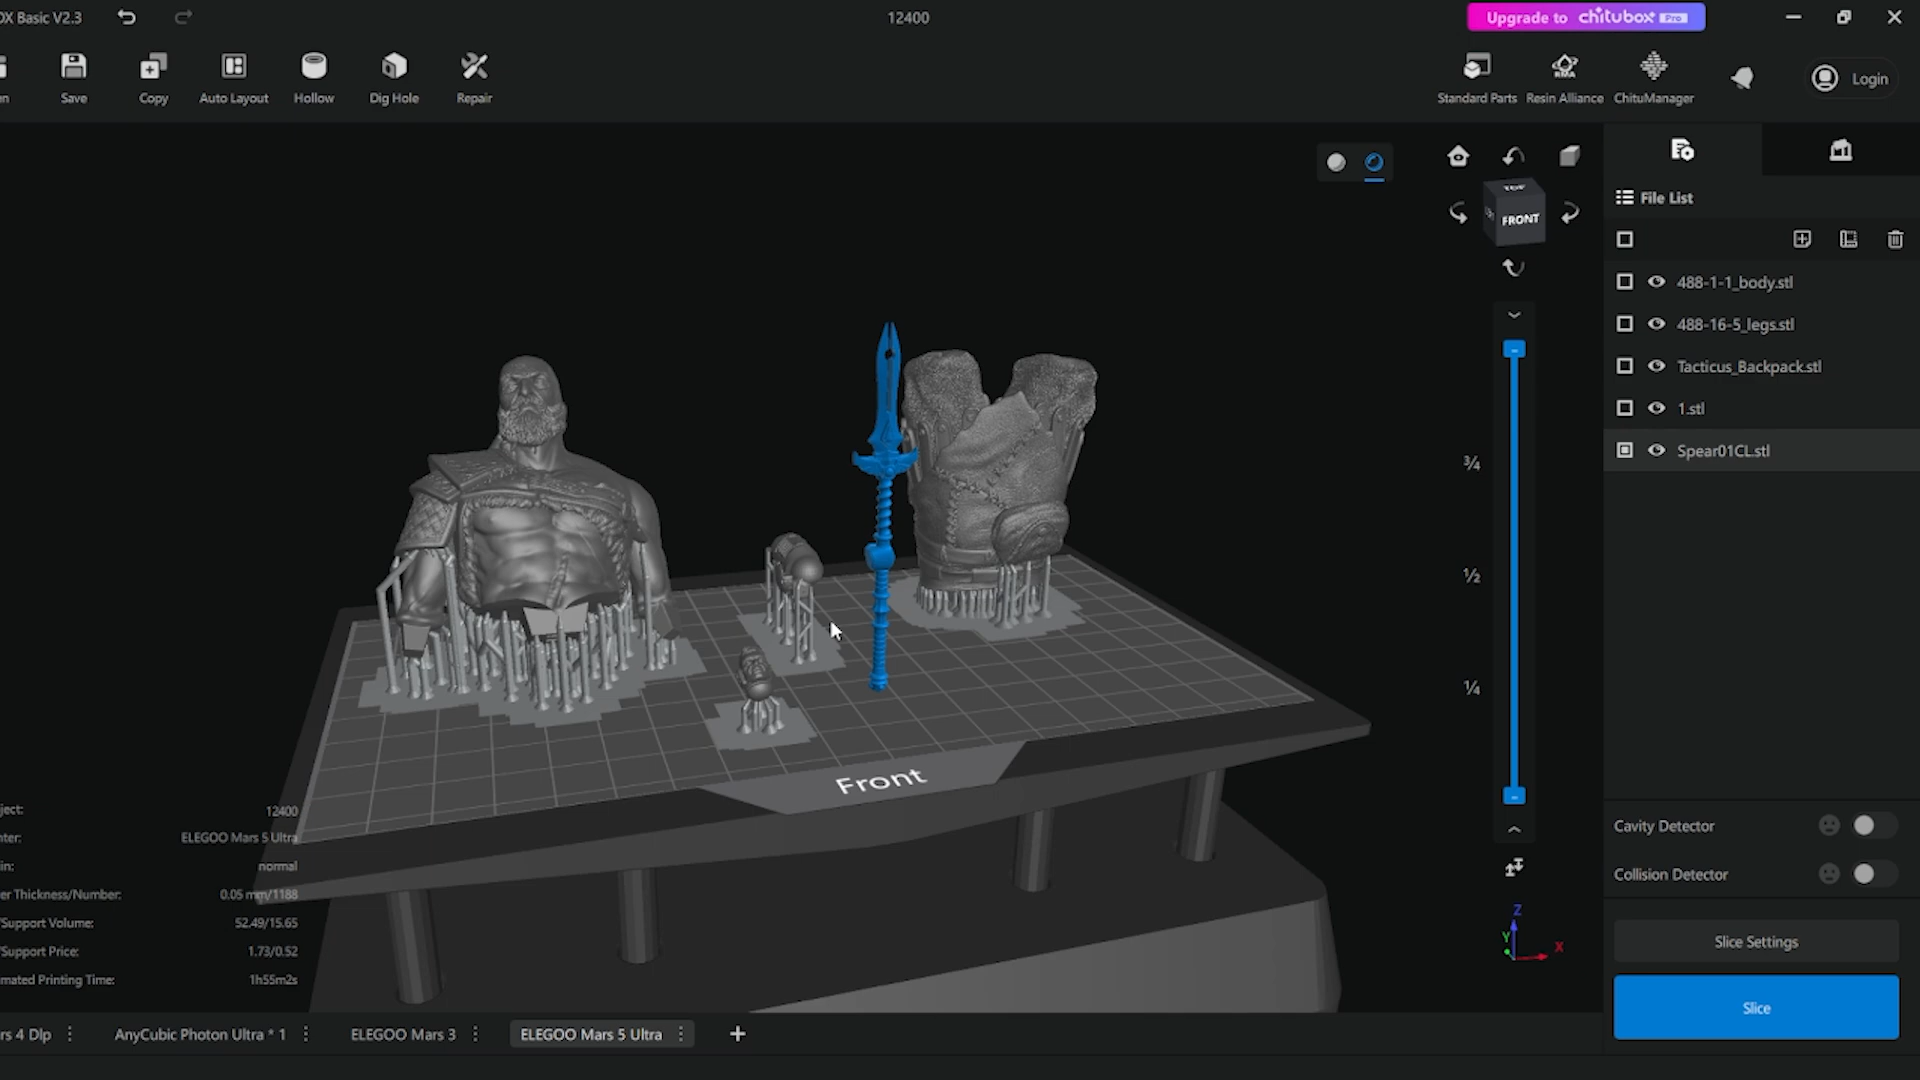 OX Basic V2.3
12400
Upgrade to chitubox Pro
en
Save
Copy
Auto Layout
Hollow
Dig Hole
Repair
Standard Parts
Resin Alliance
ChituManager
Login
TOP
FRONT
File List
488-1-1_body.stl
488-16-5_legs.stl
Tacticus_Backpack.stl
1.stl
Spear01CL.stl
¾
½
¼
Front
ject: 12400
nter: ELEGOO Mars 5 Ultra
in: normal
er Thickness/Number: 0.05 mm/1188
/Support Volume: 52.49/15.65
/Support Price: 1.73/0.52
mated Printing Time: 1h55m2s
Z
Y
X
Cavity Detector
Collision Detector
Slice Settings
Slice
rs 4 Dlp
AnyCubic Photon Ultra * 1
ELEGOO Mars 3
ELEGOO Mars 5 Ultra